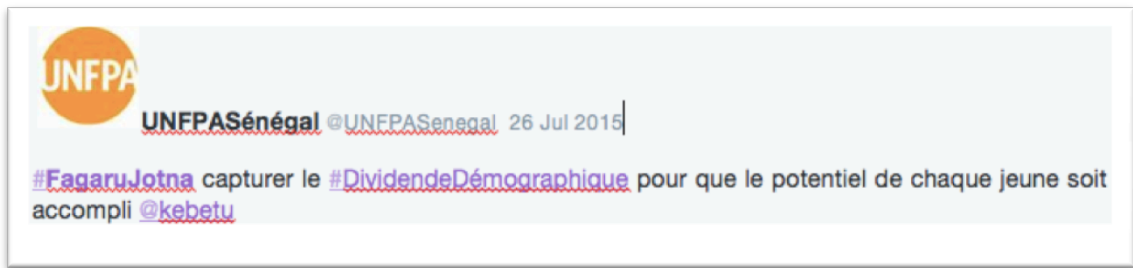 UNFPA
UNFPASénégal @UNFPASenegal 26 Jul 2015
#FagaruJotna capturer le #DividendeDémographique pour que le potentiel de chaque jeune soit
accompli @kebetu